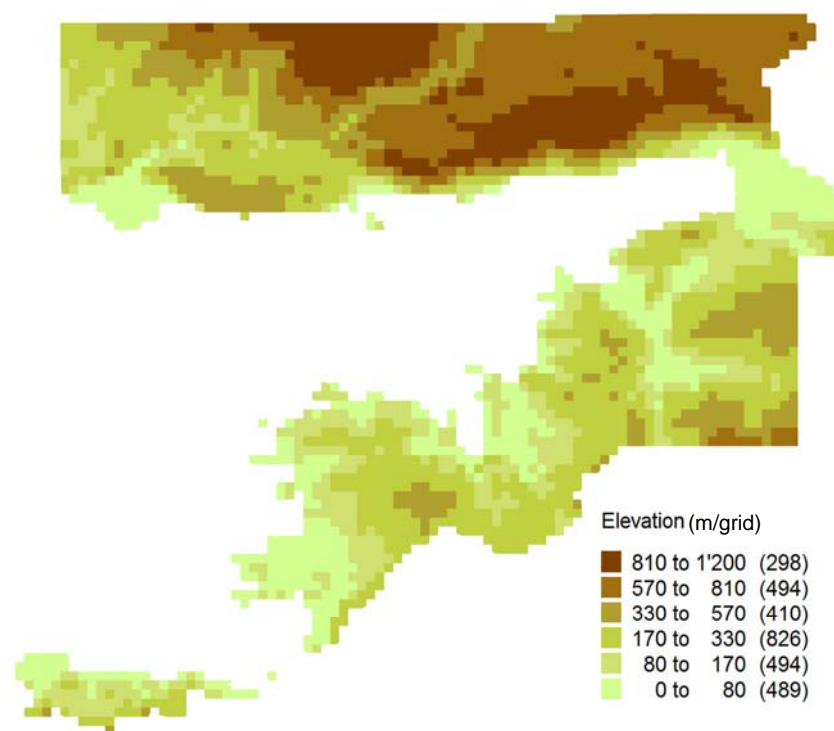 Elevation (m/grid)
810 to 1'200 (298)
570 to 810 (494)
330 to 570 (410)
170 to 330 (826)
80 to 170 (494)
0 to 80 (489)